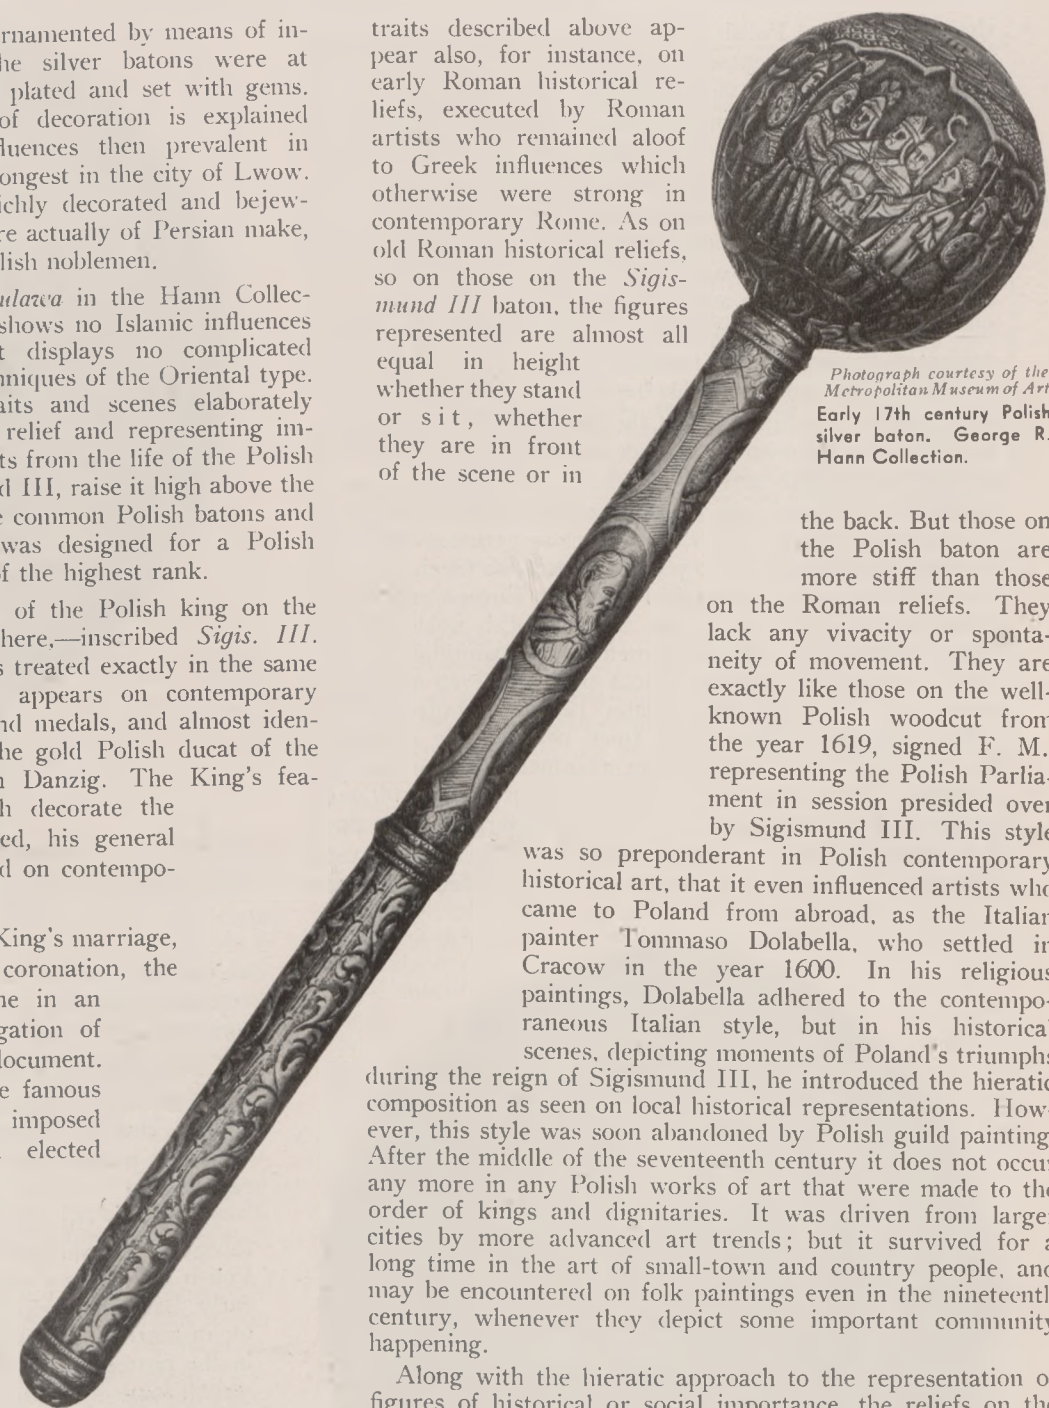 rnamented by means of in-
he silver batons were at
plated and set with gems.
of decoration is explained
luences then prevalent in
ongest in the city of Lwow.
ichly decorated and bejew-
re actually of Persian make,
lish noblemen.
ulawa in the Hann Collec-
shows no Islamic influences
t displays no complicated
niques of the Oriental type.
aits and scenes elaborately
relief and representing im-
ts from the life of the Polish
d III, raise it high above the
e common Polish batons and
was designed for a Polish
of the highest rank.
of the Polish king on the
here,—inscribed Sigis. III.
s treated exactly in the same
appears on contemporary
nd medals, and almost iden-
he gold Polish ducat of the
n Danzig. The King's fea-
h decorate the
ed, his general
d on contempo-
King's marriage,
coronation, the
ne in an
gation of
document.
e famous
imposed
elected
traits described above ap-
pear also, for instance, on
early Roman historical re-
liefs, executed by Roman
artists who remained aloof
to Greek influences which
otherwise were strong in
contemporary Rome. As on
old Roman historical reliefs,
so on those on the Sigis-
mund III baton, the figures
represented are almost all
equal in height
whether they stand
or sit, whether
they are in front
of the scene or in
Photograph courtesy of the
Metropolitan Museum of Art
Early 17th century Polish
silver baton. George R.
Hann Collection.
the back. But those on
the Polish baton are
more stiff than those
on the Roman reliefs. They
lack any vivacity or sponta-
neity of movement. They are
exactly like those on the well-
known Polish woodcut from
the year 1619, signed F. M.
representing the Polish Parlia-
ment in session presided over
by Sigismund III. This style
was so preponderant in Polish contemporary
historical art, that it even influenced artists who
came to Poland from abroad, as the Italian
painter Tommaso Dolabella, who settled in
Cracow in the year 1600. In his religious
paintings, Dolabella adhered to the contempo-
raneous Italian style, but in his historical
scenes, depicting moments of Poland's triumphs
during the reign of Sigismund III, he introduced the hieratic
composition as seen on local historical representations. How-
ever, this style was soon abandoned by Polish guild painting.
After the middle of the seventeenth century it does not occur
any more in any Polish works of art that were made to the
order of kings and dignitaries. It was driven from larger
cities by more advanced art trends; but it survived for a
long time in the art of small-town and country people, and
may be encountered on folk paintings even in the nineteenth
century, whenever they depict some important community
happening.
Along with the hieratic approach to the representation of
figures of historical or social importance, the reliefs on the